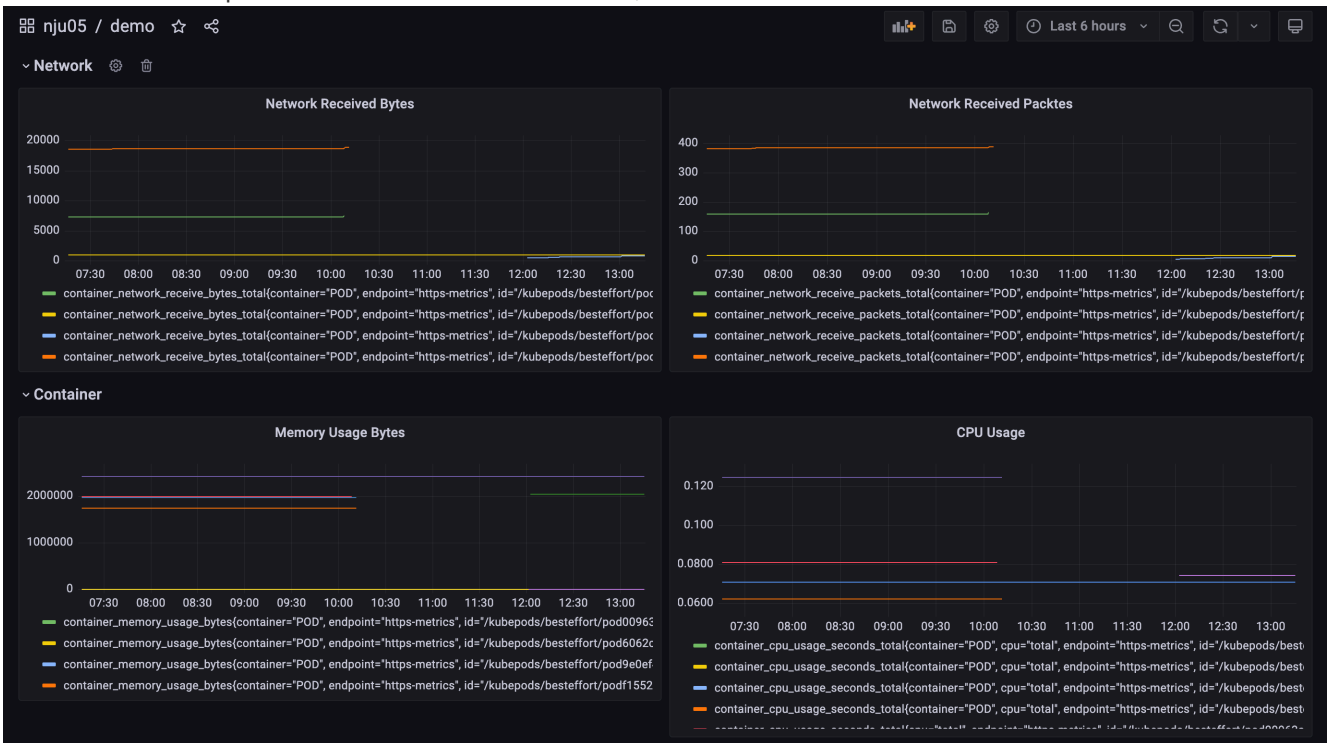 nju05 / demo
Last 6 hours
Network
Network Received Bytes
20000
15000
10000
5000
0
07:30 08:00 08:30 09:00 09:30 10:00 10:30 11:00 11:30 12:00 12:30 13:00
container_network_receive_bytes_total{container="POD", endpoint="https-metrics", id="/kubepods/besteffort/poc
container_network_receive_bytes_total{container="POD", endpoint="https-metrics", id="/kubepods/besteffort/poc
container_network_receive_bytes_total{container="POD", endpoint="https-metrics", id="/kubepods/besteffort/poc
container_network_receive_bytes_total{container="POD", endpoint="https-metrics", id="/kubepods/besteffort/poc
Network Received Packtes
400
300
200
100
0
07:30 08:00 08:30 09:00 09:30 10:00 10:30 11:00 11:30 12:00 12:30 13:00
container_network_receive_packets_total{container="POD", endpoint="https-metrics", id="/kubepods/besteffort/p
container_network_receive_packets_total{container="POD", endpoint="https-metrics", id="/kubepods/besteffort/p
container_network_receive_packets_total{container="POD", endpoint="https-metrics", id="/kubepods/besteffort/p
container_network_receive_packets_total{container="POD", endpoint="https-metrics", id="/kubepods/besteffort/p
Container
Memory Usage Bytes
2000000
1000000
0
07:30 08:00 08:30 09:00 09:30 10:00 10:30 11:00 11:30 12:00 12:30 13:00
container_memory_usage_bytes{container="POD", endpoint="https-metrics", id="/kubepods/besteffort/pod00963
container_memory_usage_bytes{container="POD", endpoint="https-metrics", id="/kubepods/besteffort/pod6062c
container_memory_usage_bytes{container="POD", endpoint="https-metrics", id="/kubepods/besteffort/pod9e0ef
container_memory_usage_bytes{container="POD", endpoint="https-metrics", id="/kubepods/besteffort/podf1552
CPU Usage
0.120
0.100
0.0800
0.0600
07:30 08:00 08:30 09:00 09:30 10:00 10:30 11:00 11:30 12:00 12:30 13:00
container_cpu_usage_seconds_total{container="POD", cpu="total", endpoint="https-metrics", id="/kubepods/best
container_cpu_usage_seconds_total{container="POD", cpu="total", endpoint="https-metrics", id="/kubepods/best
container_cpu_usage_seconds_total{container="POD", cpu="total", endpoint="https-metrics", id="/kubepods/best
container_cpu_usage_seconds_total{container="POD", cpu="total", endpoint="https-metrics", id="/kubepods/best